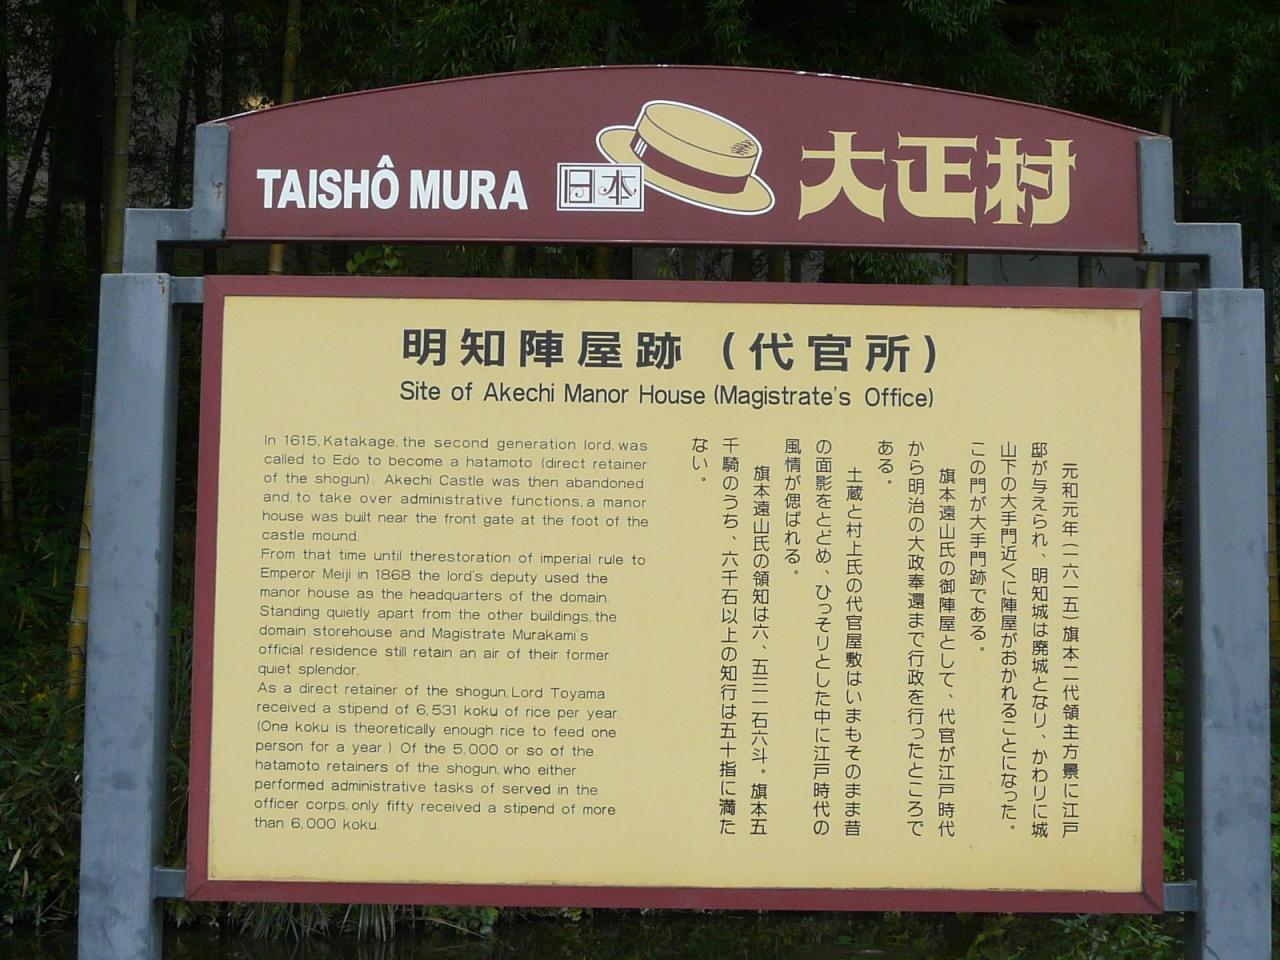 TAISHÔ MURA
日本
大正村
明知陣屋跡（代官所）
Site of Akechi Manor House (Magistrate's Office)
In 1615, Katakage, the second generation lord, was
called to Edo to become a hatamoto (direct retainer
of the shogun). Akechi Castle was then abandoned
and, to take over administrative functions, a manor
house was built near the front gate at the foot of the
castle mound.
From that time until therestoration of imperial rule to
Emperor Meiji in 1868 the lord's deputy used the
manor house as the headquarters of the domain.
Standing quietly apart from the other buildings, the
domain storehouse and Magistrate Murakami's
official residence still retain an air of their former
quiet splendor.
As a direct retainer of the shogun, Lord Toyama
received a stipend of 6,531 koku of rice per year.
(One koku is theoretically enough rice to feed one
person for a year.) Of the 5,000 or so of the
hatamoto retainers of the shogun, who either
performed administrative tasks of served in the
officer corps, only fifty received a stipend of more
than 6,000 koku.
元和元年（一六一五）旗本二代領主方景に江戸
邸が与えられ、明知城は廃城となり、かわりに城
山下の大手門近くに陣屋がおかれることになった。
この門が大手門跡である。
旗本遠山氏の御陣屋として、代官が江戸時代
から明治の大政奉還まで行政を行ったところで
ある。
土蔵と村上氏の代官屋敷はいまもそのまま昔
の面影をとどめ、ひっそりとした中に江戸時代の
風情が偲ばれる。
旗本遠山氏の領知は六、五三一石六斗。旗本五
千騎のうち、六千石以上の知行は五十指に満た
ない。